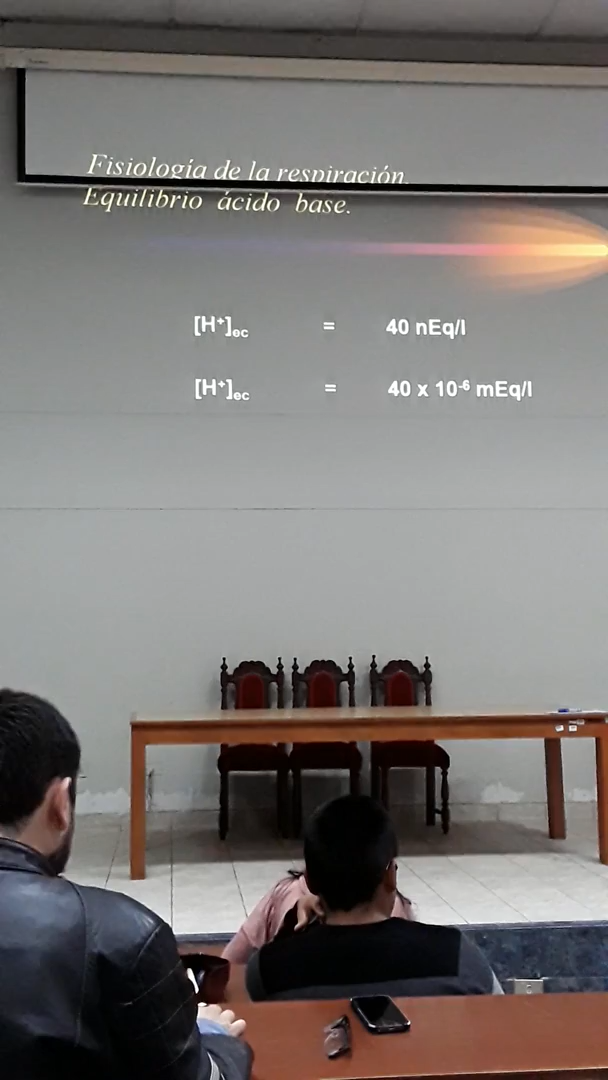 Fisiología de la respiración.
Equilibrio ácido base.
[H⁺]ec = 40 nEq/l
[H⁺]ec = 40 x 10⁻⁶ mEq/l